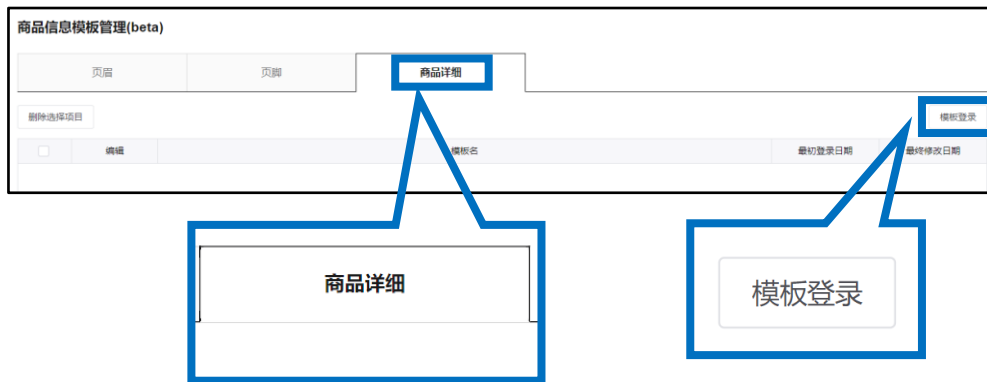 商品信息模板管理(beta)
页眉 页脚 商品详细
删除选择项目 模板登录
编辑 模板名 最初登录日期 最终修改日期
商品详细
模板登录